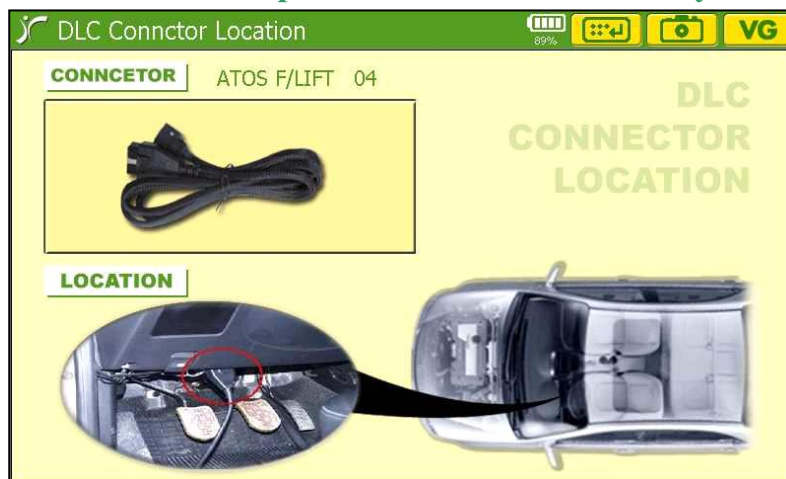 DLC Connctor Location
89%
VG
CONNCETOR
ATOS F/LIFT 04
DLC
CONNECTOR
LOCATION
LOCATION